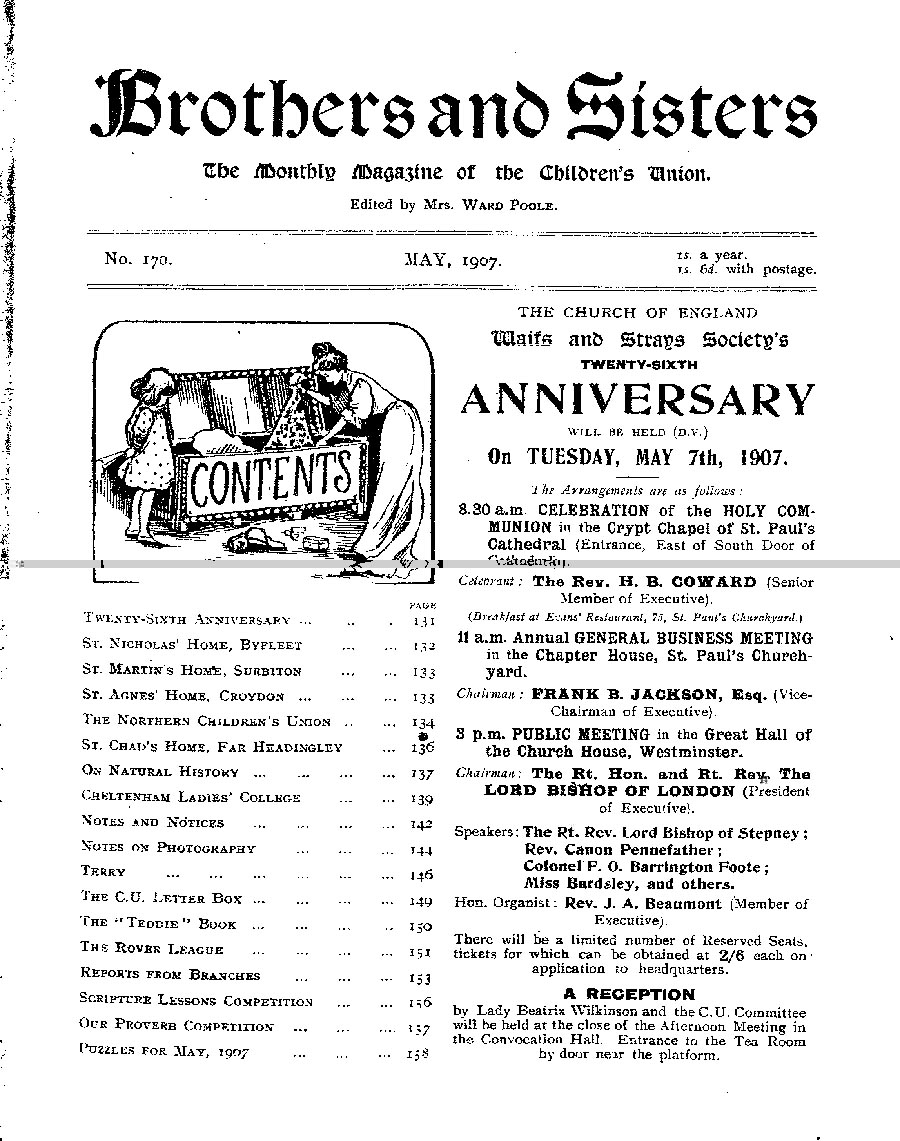 Brothers and Sisters
The Monthly Magazine of the Children's Union.
Edited by Mrs. WARD POOLE.
No. 170.
MAY, 1907.
1s. a year.
1s. 6d. with postage.
CONTENTS
PAGE
TWENTY-SIXTH ANNIVERSARY ... .. . 131
ST. NICHOLAS' HOME, BYFLEET ... ... 132
ST. MARTIN'S HOME, SURBITON ... ... 133
ST. AGNES' HOME, CROYDON ... ... ... 133
THE NORTHERN CHILDREN'S UNION .. ... 134
ST. CHAD'S HOME, FAR HEADINGLEY ... 136
ON NATURAL HISTORY ... ... ... ... 137
CHELTENHAM LADIES' COLLEGE ... ... 139
NOTES AND NOTICES ... ... ... ... 142
NOTES ON PHOTOGRAPHY ... ... ... 144
TERRY ... ... ... ... ... ... 146
THE C.U. LETTER BOX ... ... ... ... 149
THE "TEDDIE" BOOK ... ... ... .. 150
THE ROVER LEAGUE ... ... ... ... 151
REPORTS FROM BRANCHES ... ... ... 153
SCRIPTURE LESSONS COMPETITION ... ... 156
OUR PROVERB COMPETITION ... ... ... 157
PUZZLES FOR MAY, 1907 ... ... ... 158
THE CHURCH OF ENGLAND
Waifs and Strays Society's
TWENTY-SIXTH
ANNIVERSARY
WILL BE HELD (D.V.)
On TUESDAY, MAY 7th, 1907.
The Arrangements are as follows:
8.30 a.m. CELEBRATION of the HOLY COM-
MUNION in the Crypt Chapel of St. Paul's
Cathedral (Entrance, East of South Door of
Cathedral).
Celebrant: The Rev. H. B. COWARD (Senior
Member of Executive).
(Breakfast at Evans' Restaurant, 75, St. Paul's Churchyard.)
11 a.m. Annual GENERAL BUSINESS MEETING
in the Chapter House, St. Paul's Church-
yard.
Chairman: FRANK B. JACKSON, Esq. (Vice-
Chairman of Executive).
3 p.m. PUBLIC MEETING in the Great Hall of
the Church House, Westminster.
Chairman: The Rt. Hon. and Rt. Rev. The
LORD BISHOP OF LONDON (President
of Executive).
Speakers: The Rt. Rev. Lord Bishop of Stepney;
Rev. Canon Pennefather;
Colonel F. O. Barrington Foote;
Miss Bardsley, and others.
Hon. Organist: Rev. J. A. Beaumont (Member of
Executive).
There will be a limited number of Reserved Seats,
tickets for which can be obtained at 2/6 each on
application to headquarters.
A RECEPTION
by Lady Beatrix Wilkinson and the C.U. Committee
will be held at the close of the Afternoon Meeting in
the Convocation Hall. Entrance to the Tea Room
by door near the platform.